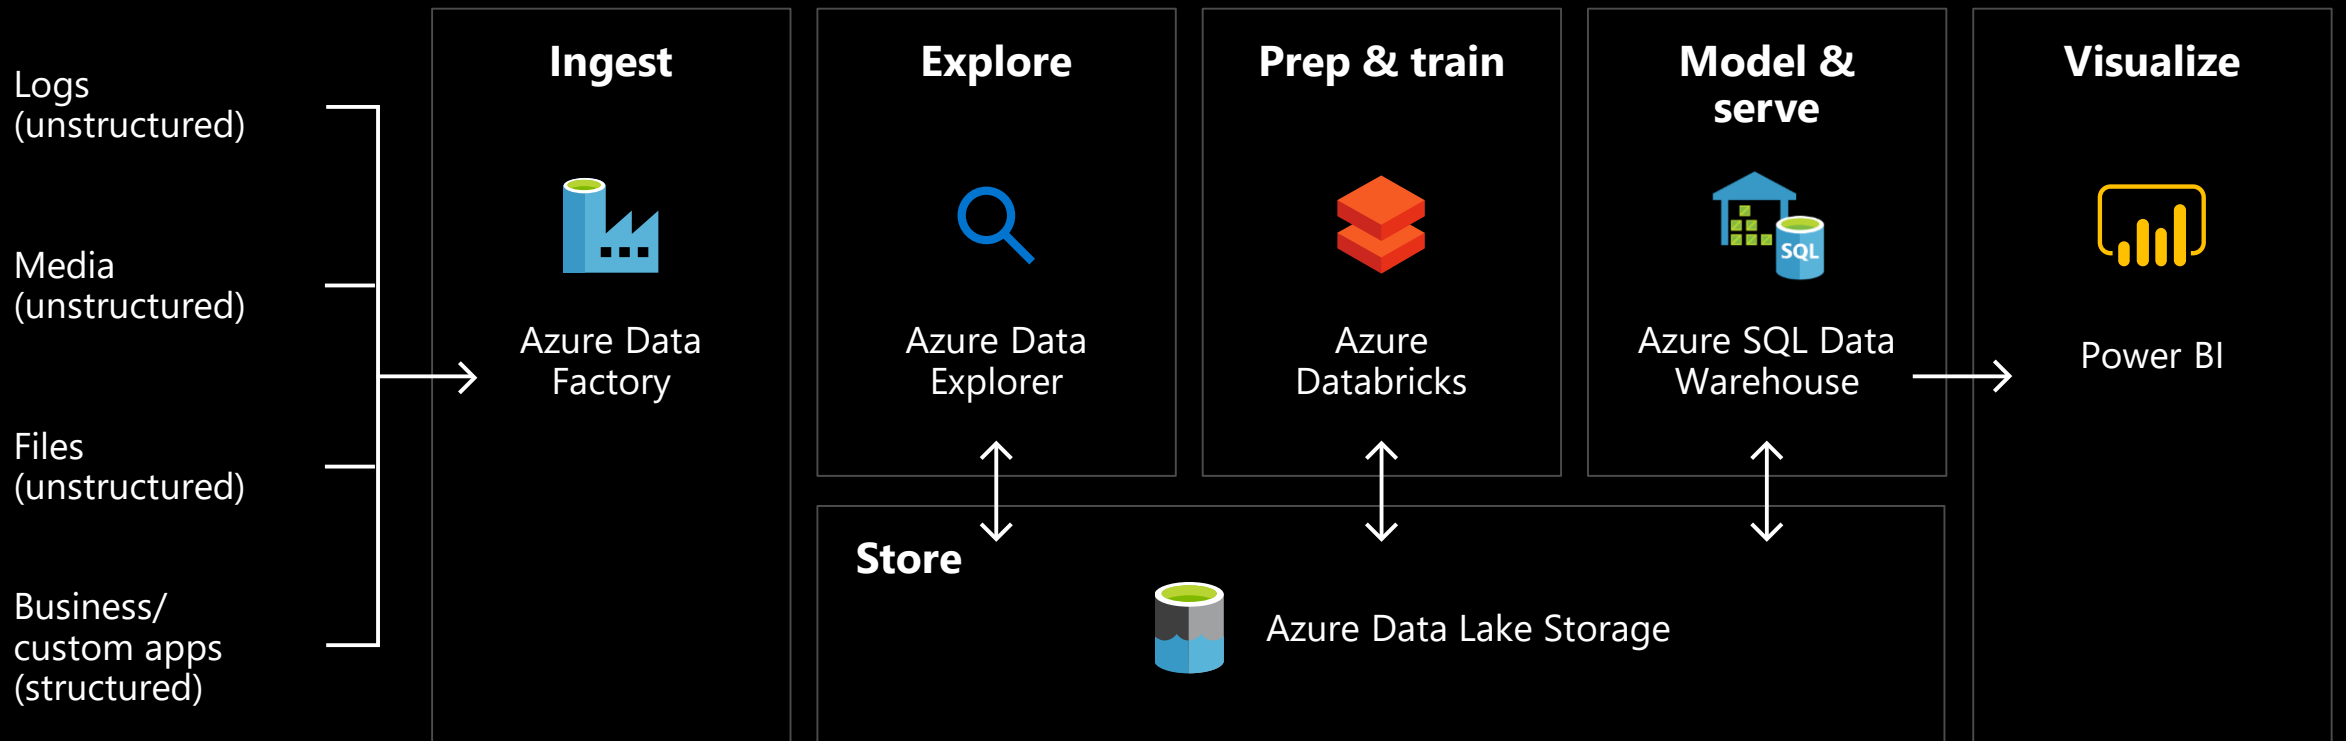 Logs
(unstructured)
Media
(unstructured)
Files
(unstructured)
Business/
custom apps
(structured)
Ingest
Azure Data
Factory
Explore
Azure Data
Explorer
Prep & train
Azure
Databricks
Model &
serve
SQL
Azure SQL Data
Warehouse
Visualize
Power BI
Store
Azure Data Lake Storage